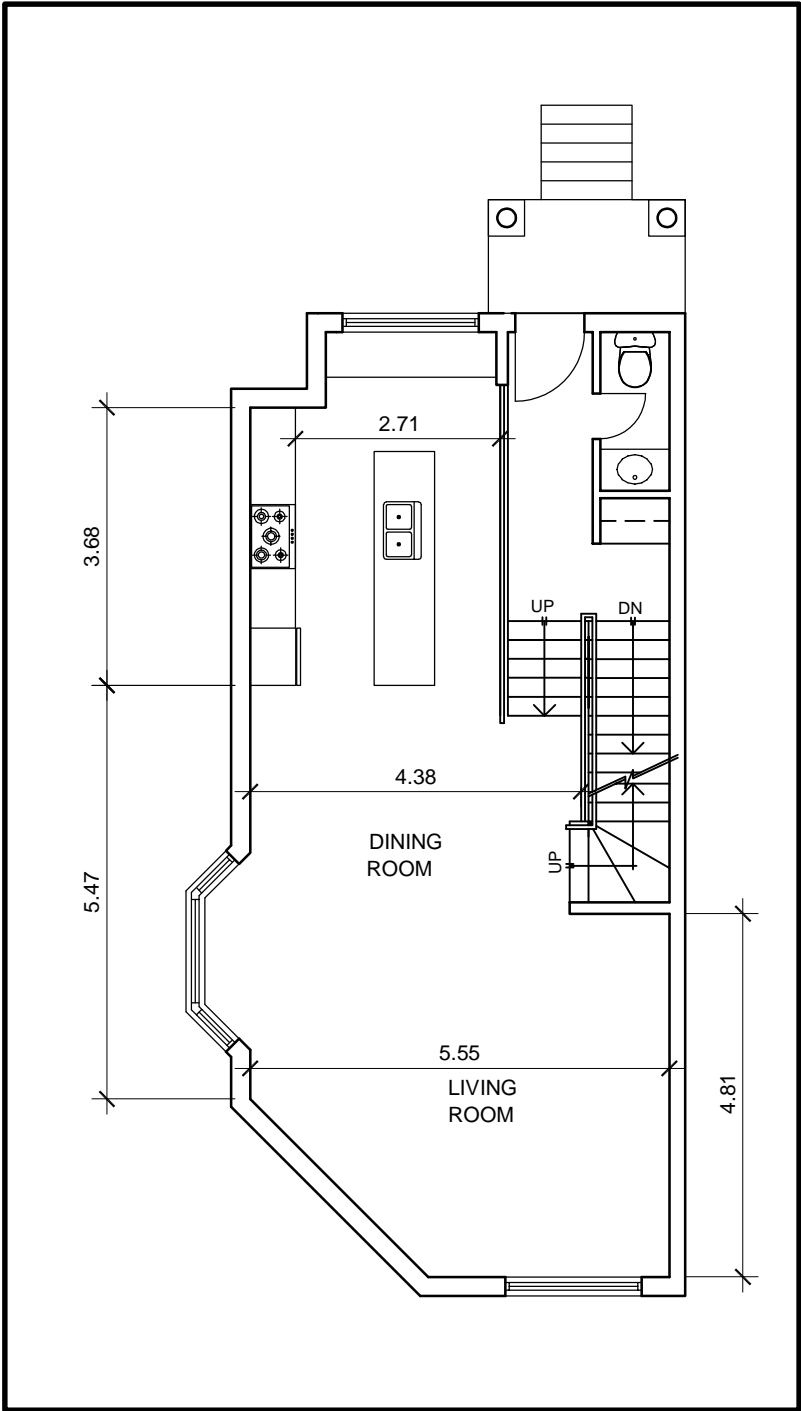 2.71
3.68
UP
DN
4.38
DINING
ROOM
UP
5.47
5.55
LIVING
ROOM
4.81